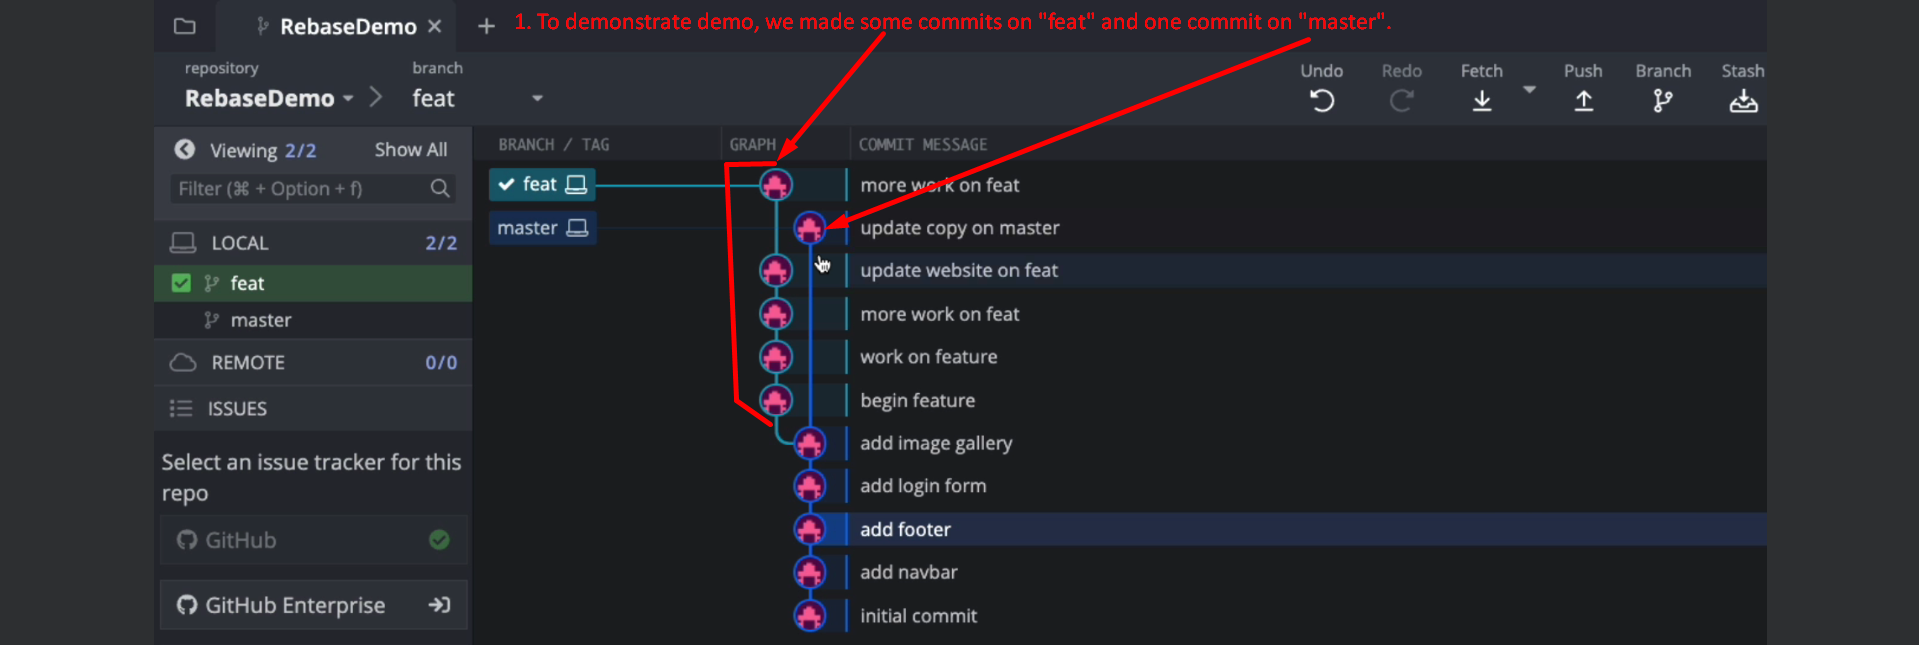 RebaseDemo
1. To demonstrate demo, we made some commits on "feat" and one commit on "master".
repository
branch
RebaseDemo
feat
Undo
Redo
Fetch
Push
Branch
Stash
Viewing 2/2
Show All
Filter (⌘ + Option + f)
LOCAL
2/2
feat
master
REMOTE
0/0
ISSUES
Select an issue tracker for this
repo
GitHub
GitHub Enterprise
BRANCH / TAG
GRAPH
COMMIT MESSAGE
feat
more work on feat
master
update copy on master
update website on feat
more work on feat
work on feature
begin feature
add image gallery
add login form
add footer
add navbar
initial commit